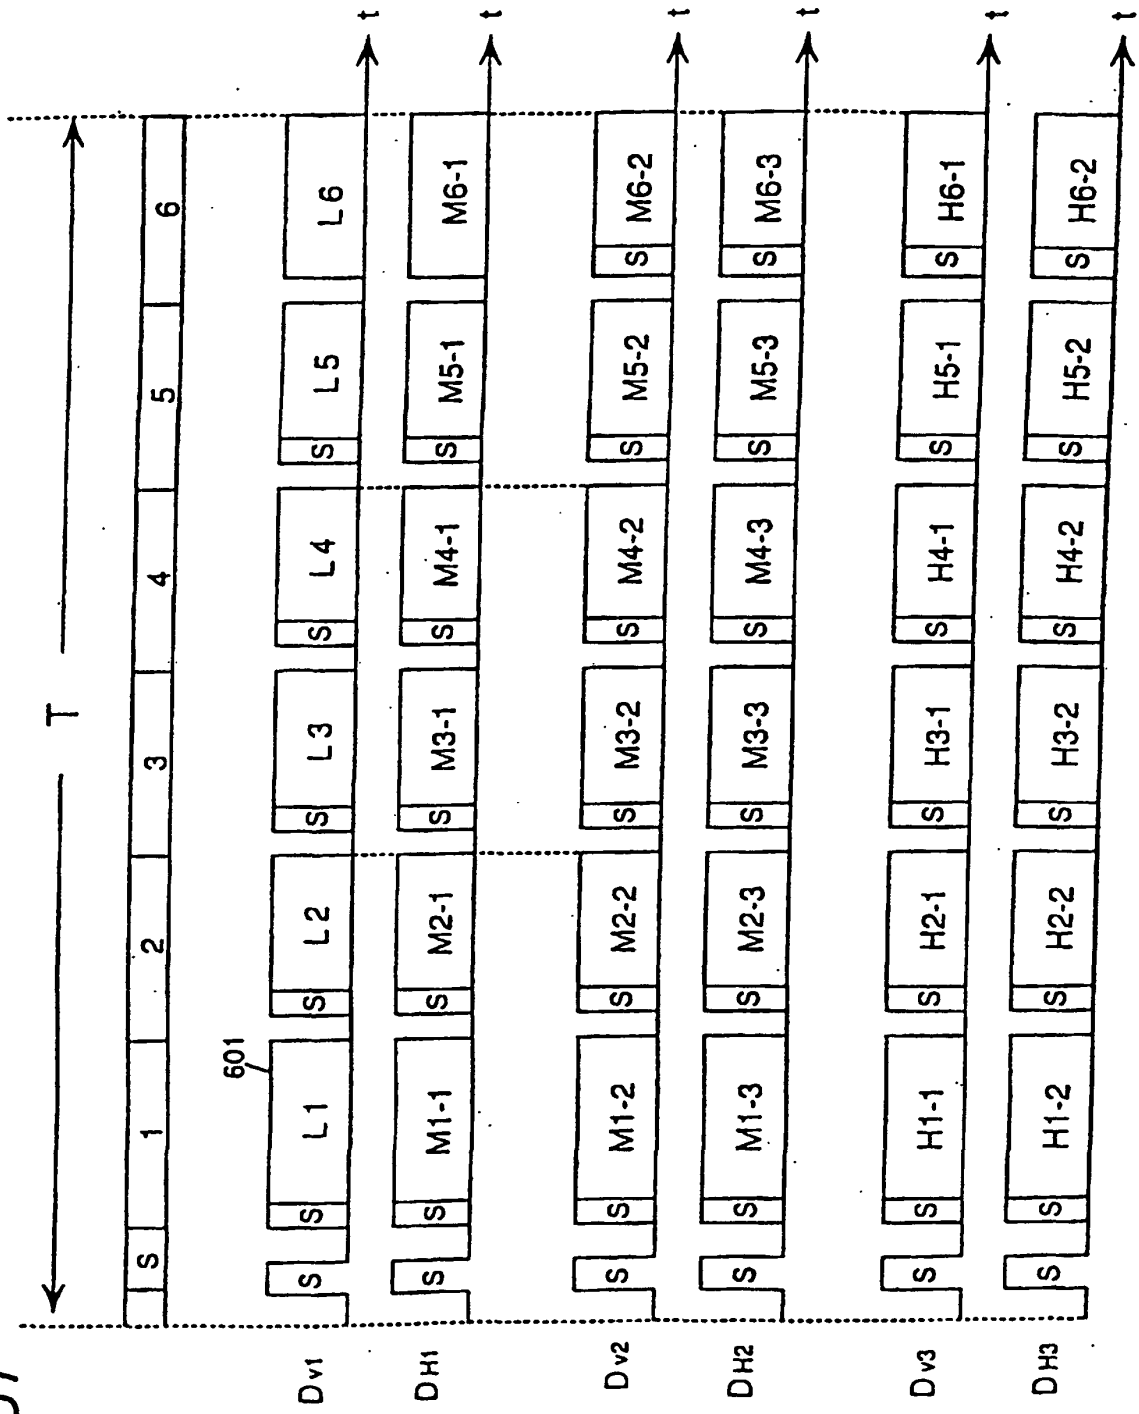 T
S 1 2 3 4 5 6
601
DV1 S S L1 S L2 S L3 S L4 S L5 L6 t
DH1 S S M1-1 S M2-1 S M3-1 S M4-1 S M5-1 M6-1 t
DV2 S S M1-2 S M2-2 S M3-2 S M4-2 S M5-2 S M6-2 t
DH2 S S M1-3 S M2-3 S M3-3 S M4-3 S M5-3 S M6-3 t
DV3 S S H1-1 S H2-1 S H3-1 S H4-1 S H5-1 S H6-1 t
DH3 S S H1-2 S H2-2 S H3-2 S H4-2 S H5-2 S H6-2 t